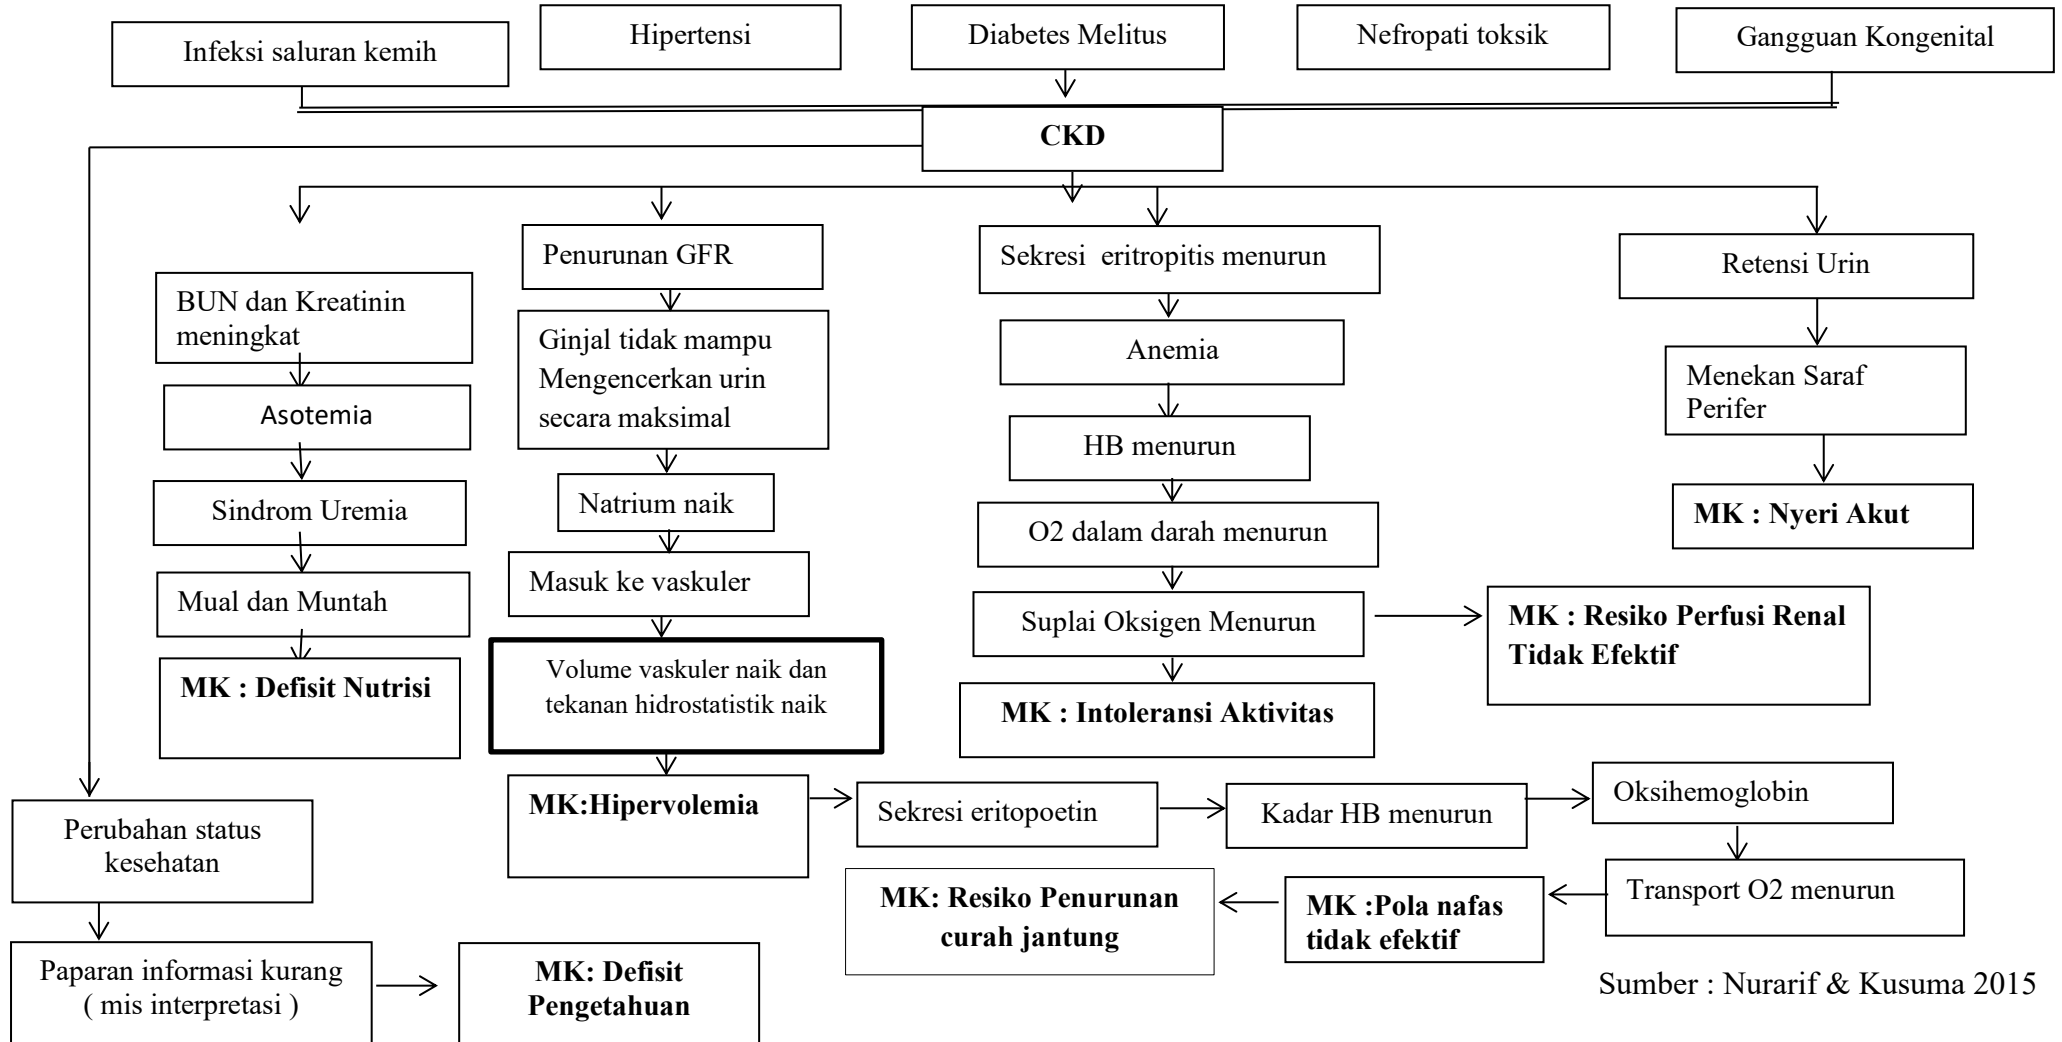 Infeksi saluran kemih
Hipertensi
Diabetes Melitus
Nefropati toksik
Gangguan Kongenital
CKD
BUN dan Kreatinin
meningkat
Asotemia
Sindrom Uremia
Mual dan Muntah
MK : Defisit Nutrisi
Penurunan GFR
Ginjal tidak mampu
Mengencerkan urin
secara maksimal
Natrium naik
Masuk ke vaskuler
Volume vaskuler naik dan
tekanan hidrostatistik naik
MK:Hipervolemia
Sekresi eritropitis menurun
Anemia
HB menurun
O2 dalam darah menurun
Suplai Oksigen Menurun
MK : Intoleransi Aktivitas
MK : Resiko Perfusi Renal
Tidak Efektif
Retensi Urin
Menekan Saraf
Perifer
MK : Nyeri Akut
Sekresi eritopoetin
Kadar HB menurun
Oksihemoglobin
Transport O2 menurun
MK :Pola nafas
tidak efektif
MK: Resiko Penurunan
curah jantung
Perubahan status
kesehatan
Paparan informasi kurang
( mis interpretasi )
MK: Defisit
Pengetahuan
Sumber : Nurarif & Kusuma 2015